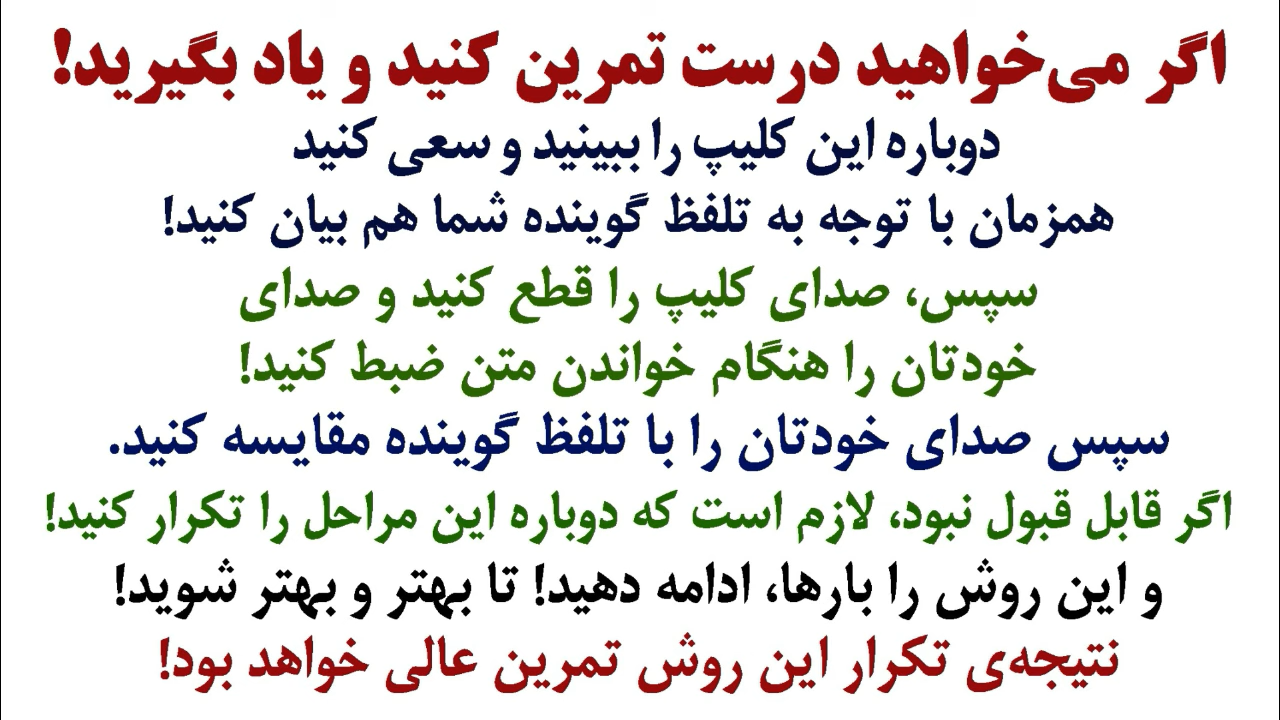 اگر می‌خواهید درست تمرین کنید و یاد بگیرید!
دوباره این کلیپ را ببینید و سعی کنید
همزمان با توجه به تلفظ گوینده شما هم بیان کنید!
سپس، صدای کلیپ را قطع کنید و صدای
خودتان را هنگام خواندن متن ضبط کنید!
سپس صدای خودتان را با تلفظ گوینده مقایسه کنید.
اگر قابل قبول نبود، لازم است که دوباره این مراحل را تکرار کنید!
و این روش را بارها، ادامه دهید! تا بهتر و بهتر شوید!
نتیجه‌ی تکرار این روش تمرین عالی خواهد بود!